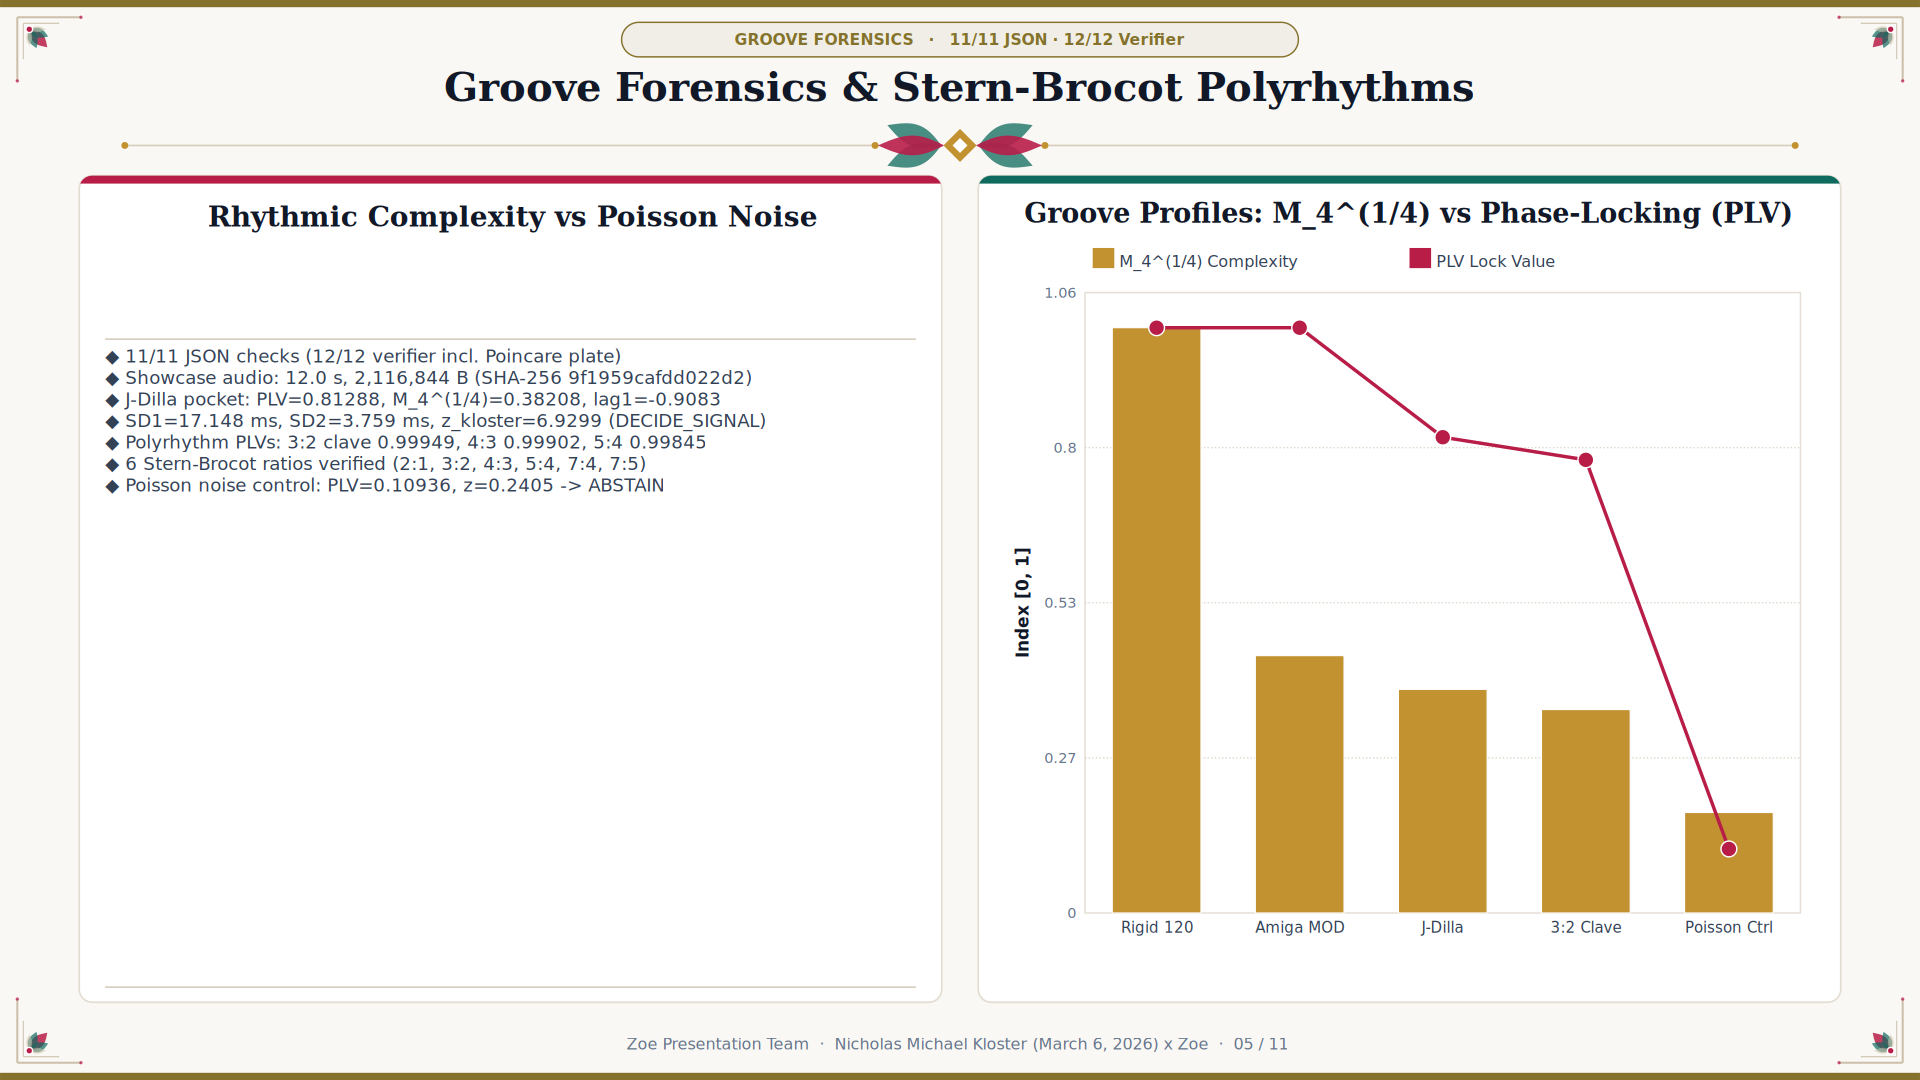 GROOVE FORENSICS · 11/11 JSON · 12/12 Verifier
Groove Forensics & Stern-Brocot Polyrhythms
Rhythmic Complexity vs Poisson Noise
◆ 11/11 JSON checks (12/12 verifier incl. Poincare plate)
◆ Showcase audio: 12.0 s, 2,116,844 B (SHA-256 9f1959cafdd022d2)
◆ J-Dilla pocket: PLV=0.81288, M_4^(1/4)=0.38208, lag1=-0.9083
◆ SD1=17.148 ms, SD2=3.759 ms, z_kloster=6.9299 (DECIDE_SIGNAL)
◆ Polyrhythm PLVs: 3:2 clave 0.99949, 4:3 0.99902, 5:4 0.99845
◆ 6 Stern-Brocot ratios verified (2:1, 3:2, 4:3, 5:4, 7:4, 7:5)
◆ Poisson noise control: PLV=0.10936, z=0.2405 -> ABSTAIN
Groove Profiles: M_4^(1/4) vs Phase-Locking (PLV)
M_4^(1/4) Complexity
PLV Lock Value
1.06
0.8
0.53
0.27
0
Index [0, 1]
Rigid 120
Amiga MOD
J-Dilla
3:2 Clave
Poisson Ctrl
Zoe Presentation Team · Nicholas Michael Kloster (March 6, 2026) x Zoe · 05 / 11